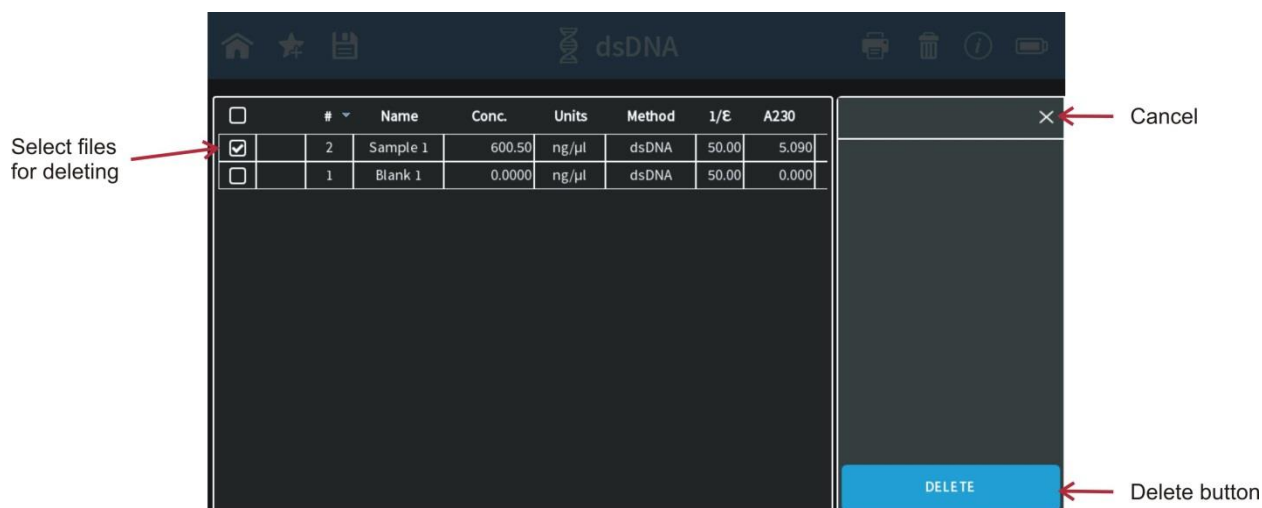 dsDNA
# Name Conc. Units Method 1/Ɛ A230
Cancel
Select files
for deleting
2 Sample 1 600.50 ng/µl dsDNA 50.00 5.090
1 Blank 1 0.0000 ng/µl dsDNA 50.00 0.000
DELETE
Delete button